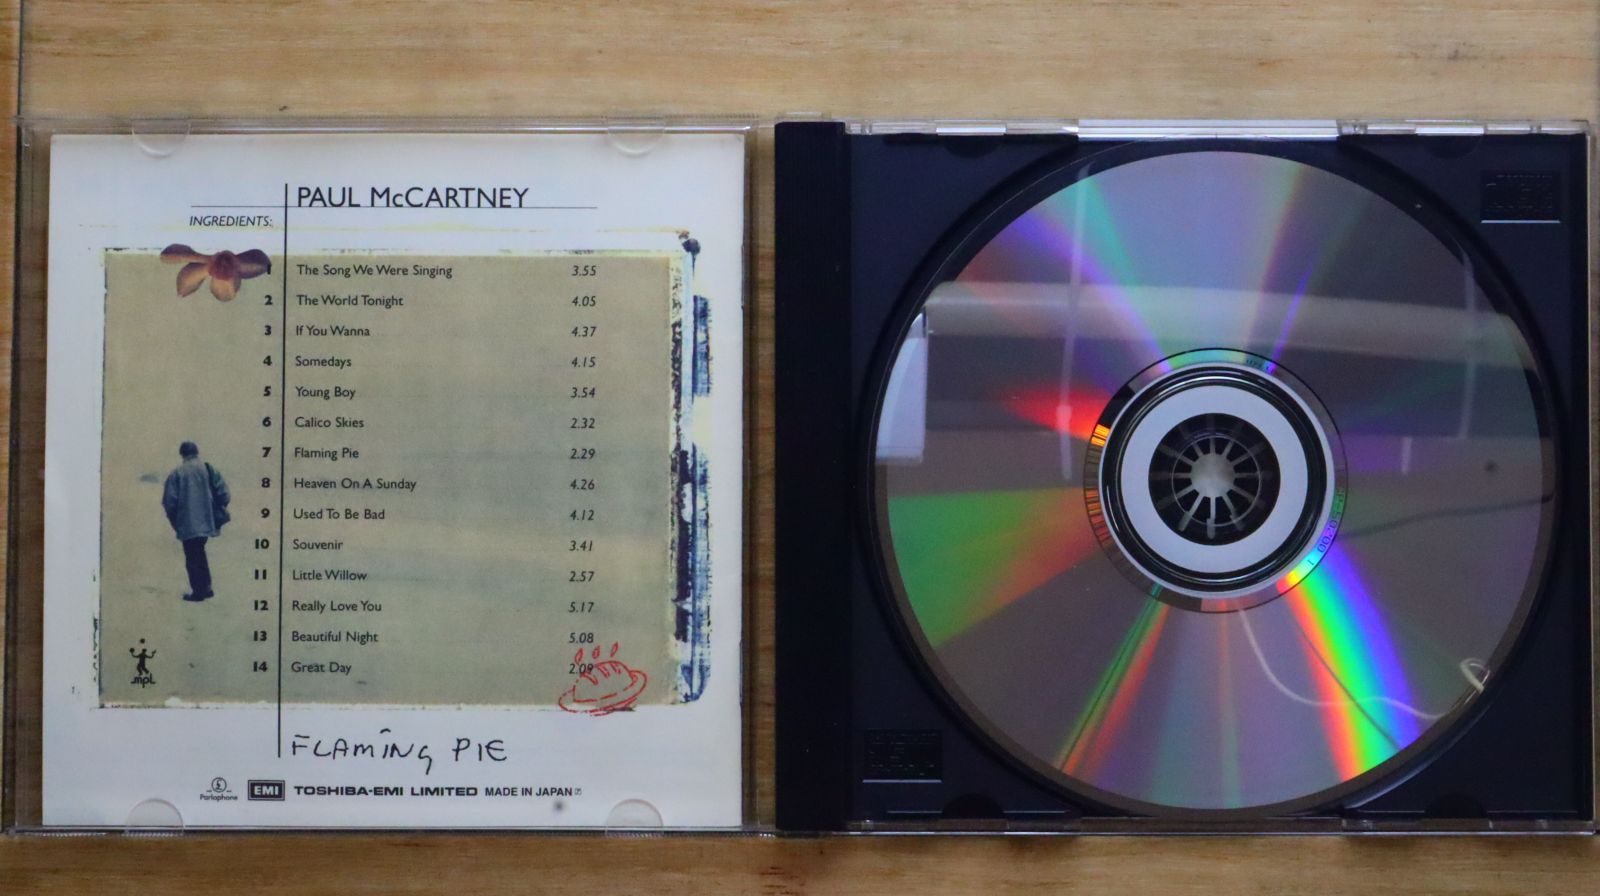 PAUL McCARTNEY
INGREDIENTS:
1 The Song We Were Singing 3.55
2 The World Tonight 4.05
3 If You Wanna 4.37
4 Somedays 4.15
5 Young Boy 3.54
6 Calico Skies 2.32
7 Flaming Pie 2.29
8 Heaven On A Sunday 4.26
9 Used To Be Bad 4.12
10 Souvenir 3.41
11 Little Willow 2.57
12 Really Love You 5.17
13 Beautiful Night 5.08
14 Great Day 2.09
mpl
FLAMING PIE
Parlophone EMI TOSHIBA-EMI LIMITED MADE IN JAPAN